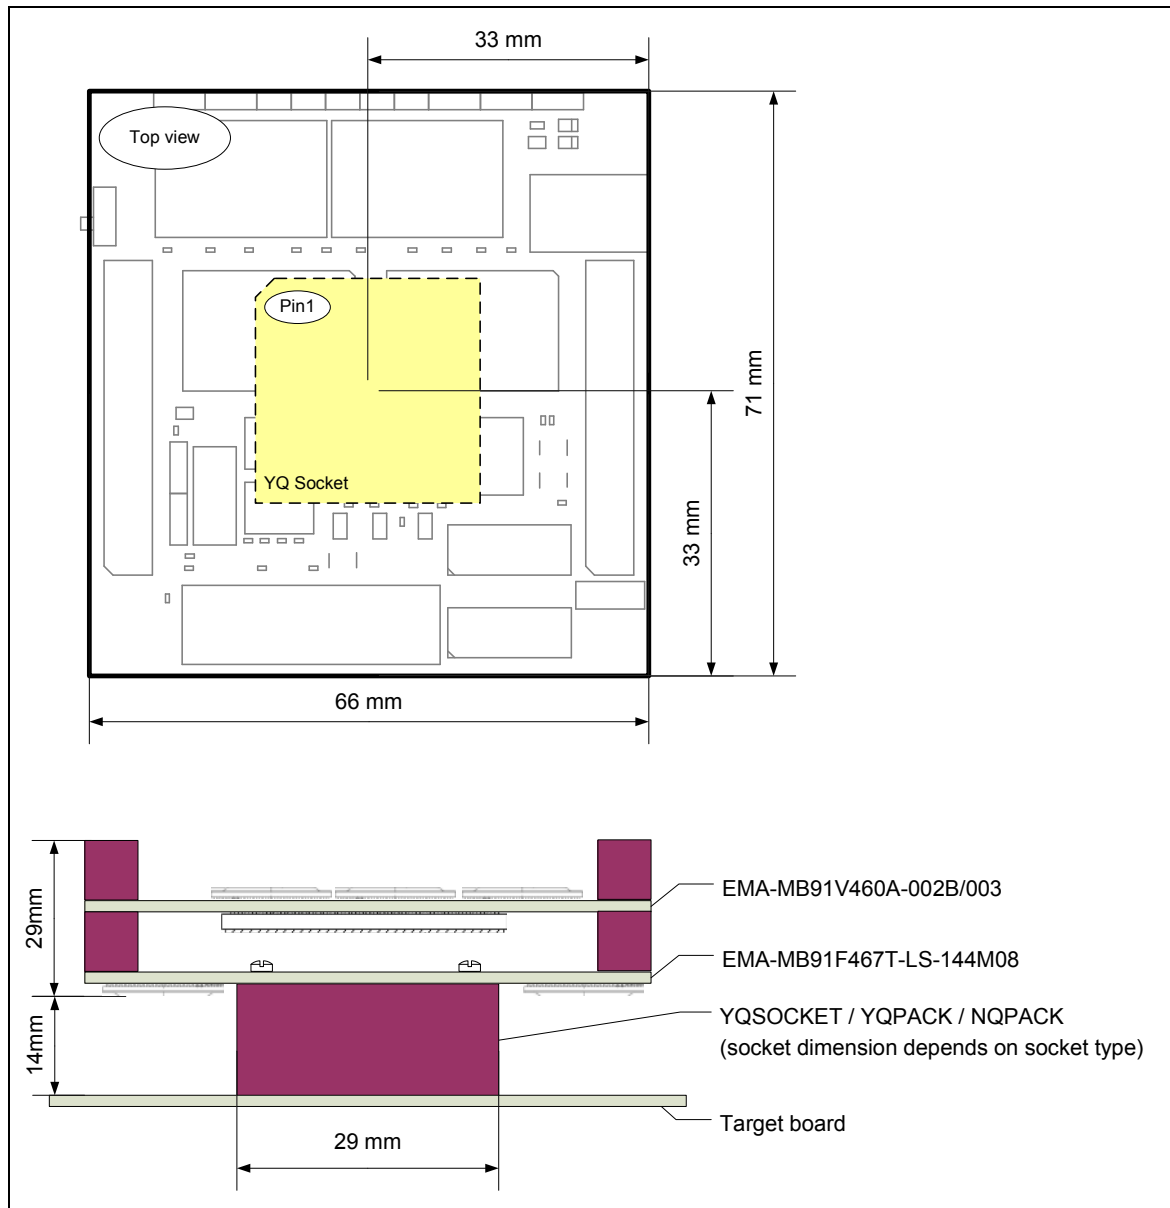 33 mm
Top view
Pin1
71 mm
YQ Socket
33 mm
66 mm
29mm
EMA-MB91V460A-002B/003
EMA-MB91F467T-LS-144M08
14mm
YQSOCKET / YQPACK / NQPACK
(socket dimension depends on socket type)
Target board
29 mm